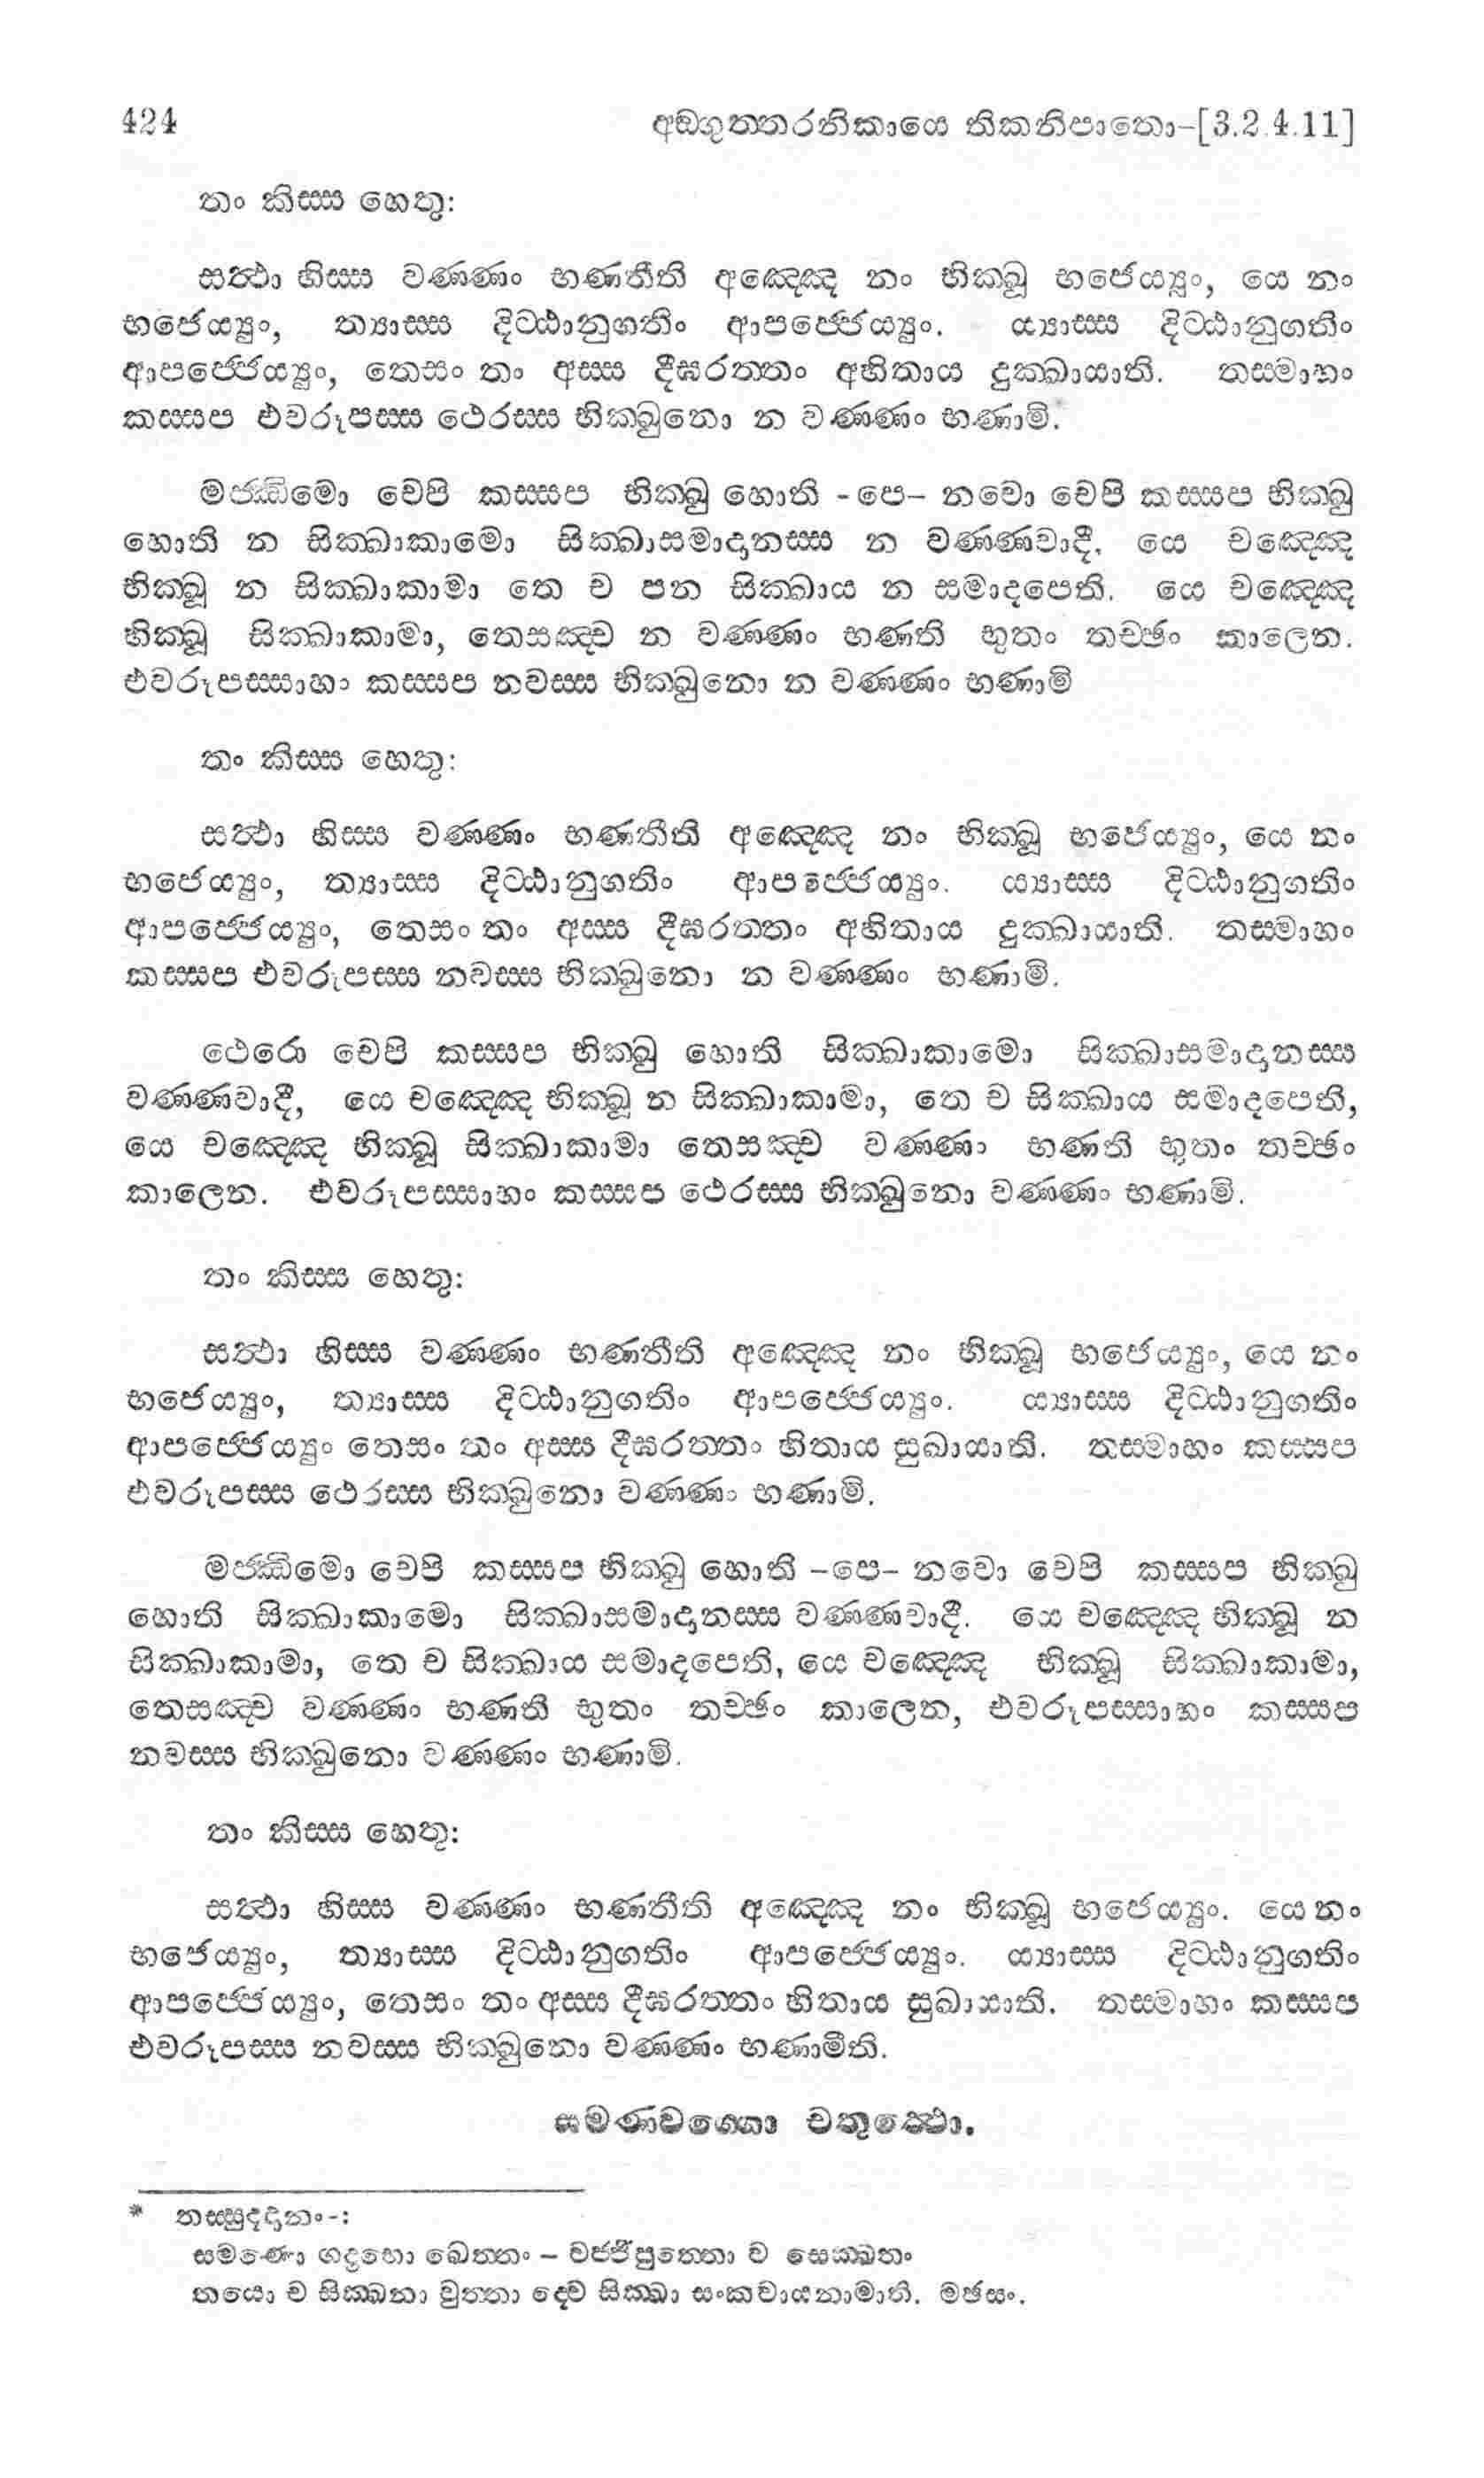 424 අඞ්ගුත්තරනිකායෙ තිකනිපාතො-[3.2.4.11]
තං කිස්ස හෙතු:
සත්ථා හිස්ස වණ්ණං භණතීති අඤ්ඤෙ නං භික්ඛූ භජෙය්‍යුං, යෙ නං
භජෙය්‍යුං, ත්‍යාස්ස දිට්ඨානුගතිං ආපජ්ජෙය්‍යුං. ය්‍යාස්ස දිට්ඨානුගතිං
ආපජ්ජෙය්‍යුං, තෙසං තං අස්ස දීඝරත්තං අහිතාය දුක්ඛායාති. තස්මාහං
කස්සප එවරූපස්ස ථෙරස්ස භික්ඛුනො න වණ්ණං භණාමි.
මජ්ඣිමො චෙපි කස්සප භික්ඛු හොති -පෙ- නවො චෙපි කස්සප භික්ඛු
හොති න සික්ඛාකාමො සික්ඛාසමාදානස්ස න වණ්ණවාදී, යෙ චඤ්ඤෙ
භික්ඛූ න සික්ඛාකාමා තෙ ච පන සික්ඛාය න සමාදපෙති. යෙ චඤ්ඤෙ
භික්ඛූ සික්ඛාකාමා, තෙසඤ්ච න වණ්ණං භණති භූතං තච්ඡං කාලෙන.
එවරූපස්සාහං කස්සප නවස්ස භික්ඛුනො න වණ්ණං භණාමි
තං කිස්ස හෙතු:
සත්ථා හිස්ස වණ්ණං භණතීති අඤ්ඤෙ නං භික්ඛූ භජෙය්‍යුං, යෙ නං
භජෙය්‍යුං, ත්‍යාස්ස දිට්ඨානුගතිං ආපජ්ජෙය්‍යුං. ය්‍යාස්ස දිට්ඨානුගතිං
ආපජ්ජෙය්‍යුං, තෙසං තං අස්ස දීඝරත්තං අහිතාය දුක්ඛායාති. තස්මාහං
කස්සප එවරූපස්ස නවස්ස භික්ඛුනො න වණ්ණං භණාමි.
ථෙරො චෙපි කස්සප භික්ඛු හොති සික්ඛාකාමො සික්ඛාසමාදානස්ස
වණ්ණවාදී, යෙ චඤ්ඤෙ භික්ඛූ න සික්ඛාකාමා, තෙ ච සික්ඛාය සමාදපෙති,
යෙ චඤ්ඤෙ භික්ඛූ සික්ඛාකාමා තෙසඤ්ච වණ්ණං භණති භූතං තච්ඡං
කාලෙන. එවරූපස්සාහං කස්සප ථෙරස්ස භික්ඛුනො වණ්ණං භණාමි.
තං කිස්ස හෙතු:
සත්ථා හිස්ස වණ්ණං භණතීති අඤ්ඤෙ නං භික්ඛූ භජෙය්‍යුං, යෙ නං
භජෙය්‍යුං, ත්‍යාස්ස දිට්ඨානුගතිං ආපජ්ජෙය්‍යුං. ය්‍යාස්ස දිට්ඨානුගතිං
ආපජ්ජෙය්‍යුං තෙසං තං අස්ස දීඝරත්තං හිතාය සුඛායාති. තස්මාහං කස්සප
එවරූපස්ස ථෙරස්ස භික්ඛුනො වණ්ණං භණාමි.
මජ්ඣිමො චෙපි කස්සප භික්ඛු හොති -පෙ- නවො චෙපි කස්සප භික්ඛු
හොති සික්ඛාකාමො සික්ඛාසමාදානස්ස වණ්ණවාදී. යෙ චඤ්ඤෙ භික්ඛූ න
සික්ඛාකාමා, තෙ ච සික්ඛාය සමාදපෙති, යෙ චඤ්ඤෙ භික්ඛූ සික්ඛාකාමා,
තෙසඤ්ච වණ්ණං භණති භූතං තච්ඡං කාලෙන, එවරූපස්සාහං කස්සප
නවස්ස භික්ඛුනො වණ්ණං භණාමි.
තං කිස්ස හෙතු:
සත්ථා හිස්ස වණ්ණං භණතීති අඤ්ඤෙ නං භික්ඛූ භජෙය්‍යුං. යෙ නං
භජෙය්‍යුං, ත්‍යාස්ස දිට්ඨානුගතිං ආපජ්ජෙය්‍යුං. ය්‍යාස්ස දිට්ඨානුගතිං
ආපජ්ජෙය්‍යුං, තෙසං තං අස්ස දීඝරත්තං හිතාය සුඛායාති. තස්මාහං කස්සප
එවරූපස්ස නවස්ස භික්ඛුනො වණ්ණං භණාමීති.
සමණවග්ගො චතුත්ථො.
* තස්සුද්දානං-:
සමණො ගද්‍රභො ඛෙත්තං – වජ්ජිපුත්තො ච සෙක්ඛතං
තයො ච සික්ඛනා වුත්තා ද්වෙ සික්ඛා සංකවායනාමාති. මඡසං.